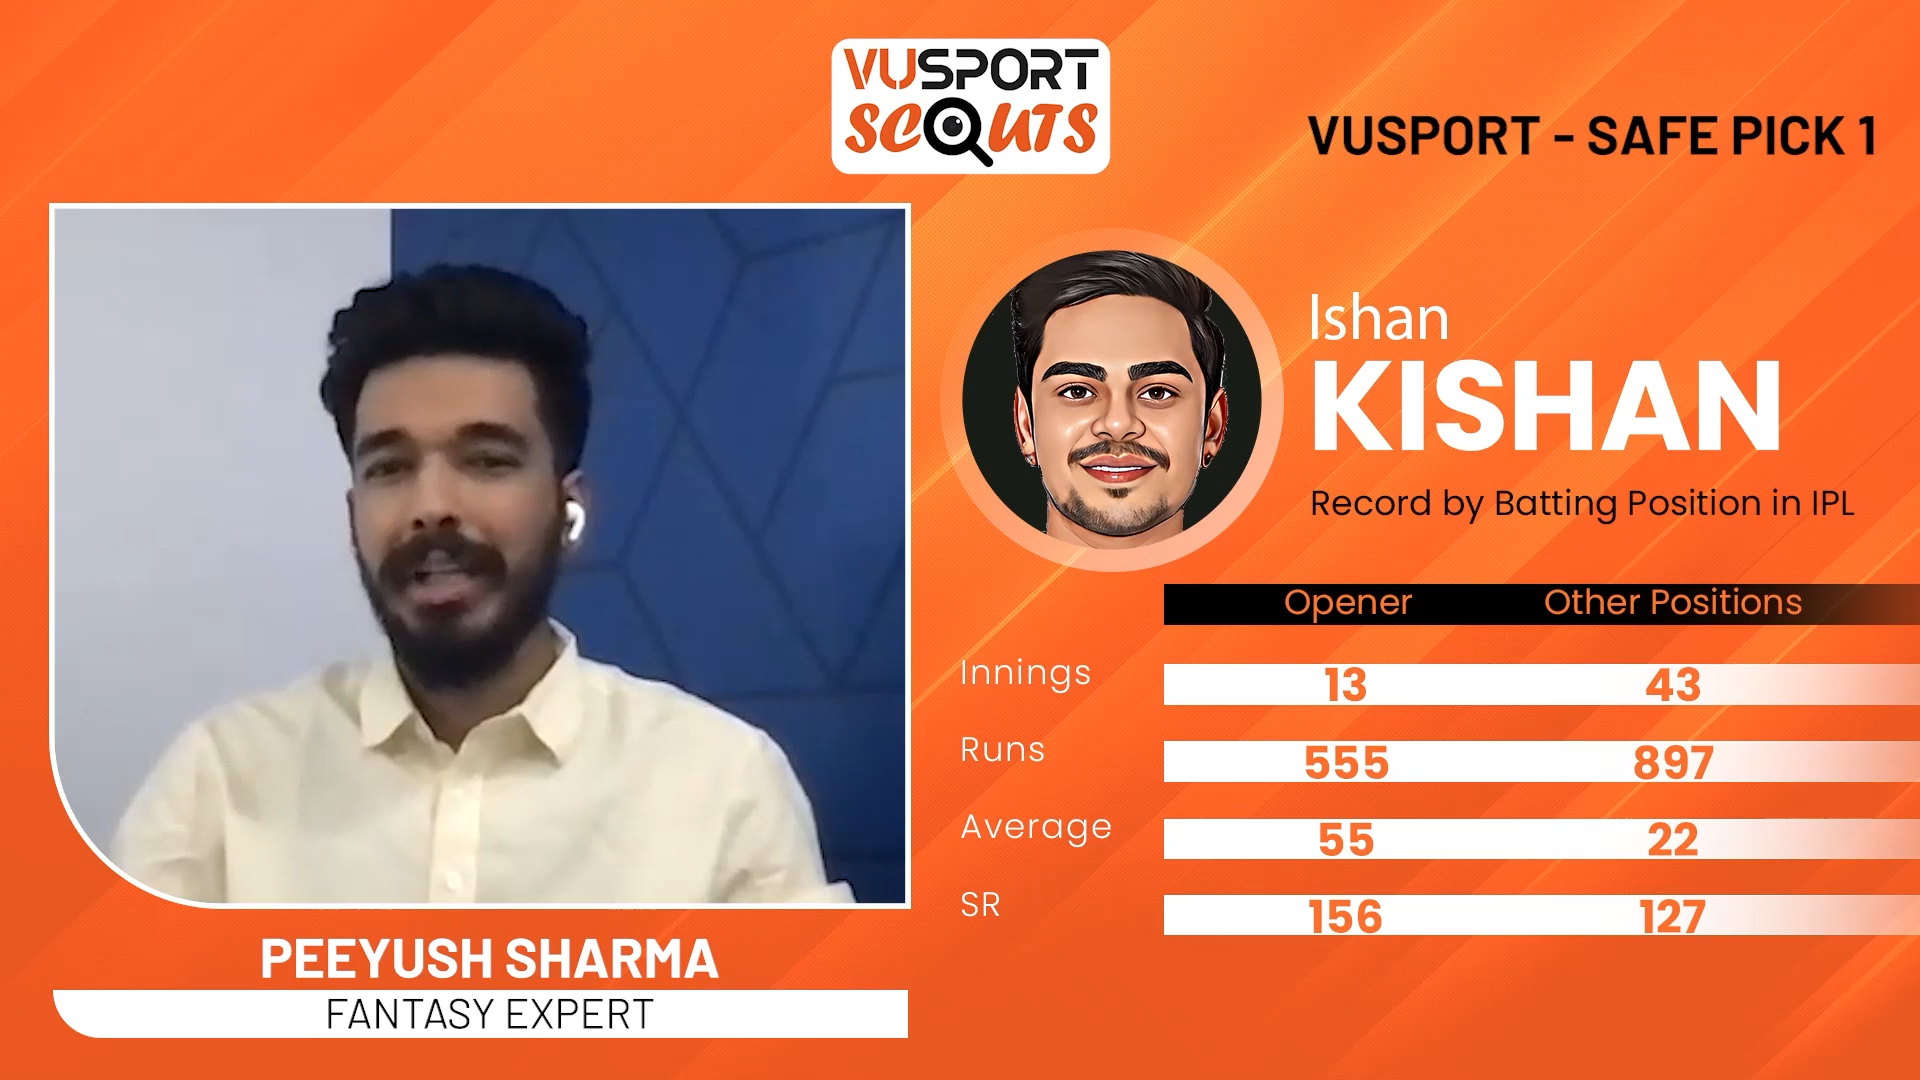 VUSPORT
SCOUTS
VUSPORT - SAFE PICK 1
Ishan
KISHAN
Record by Batting Position in IPL
Opener Other Positions
Innings 13 43
Runs 555 897
Average 55 22
SR 156 127
PEEYUSH SHARMA
FANTASY EXPERT